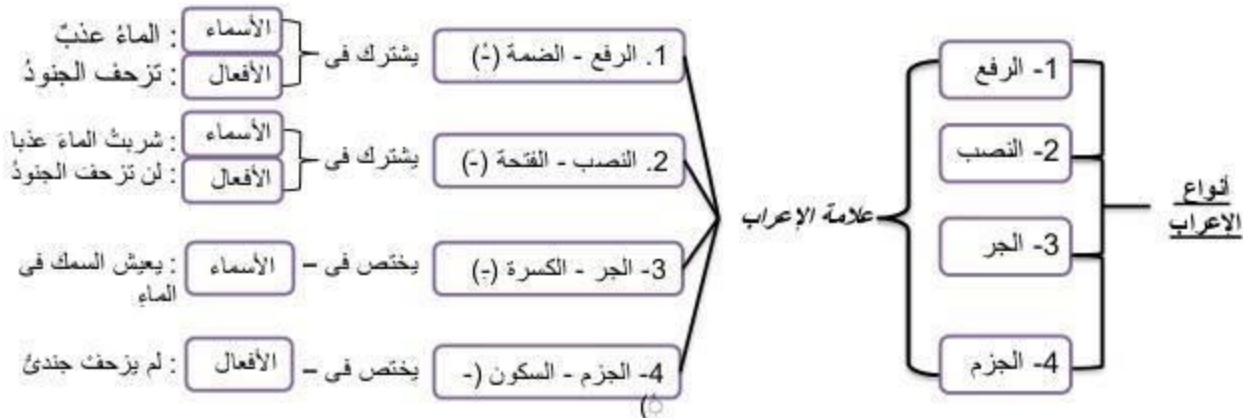 أنواع
الإعراب
1- الرفع
2- النصب
3- الجر
4- الجزم
علامة الإعراب
1. الرفع - الضمة (-ُ) يشترك فى
الأسماء : الماءُ عذبٌ
الأفعال : تزحف الجنودُ
2. النصب - الفتحة (-َ) يشترك فى
الأسماء : شربتُ الماءَ عذبا
الأفعال : لن تزحفَ الجنودُ
3- الجر - الكسرة (-ِ) يختص فى – الأسماء : يعيش السمك فى
الماءِ
4- الجزم - السكون (- يختص فى – الأفعال : لم يزحفْ جندىٌ
ْ)